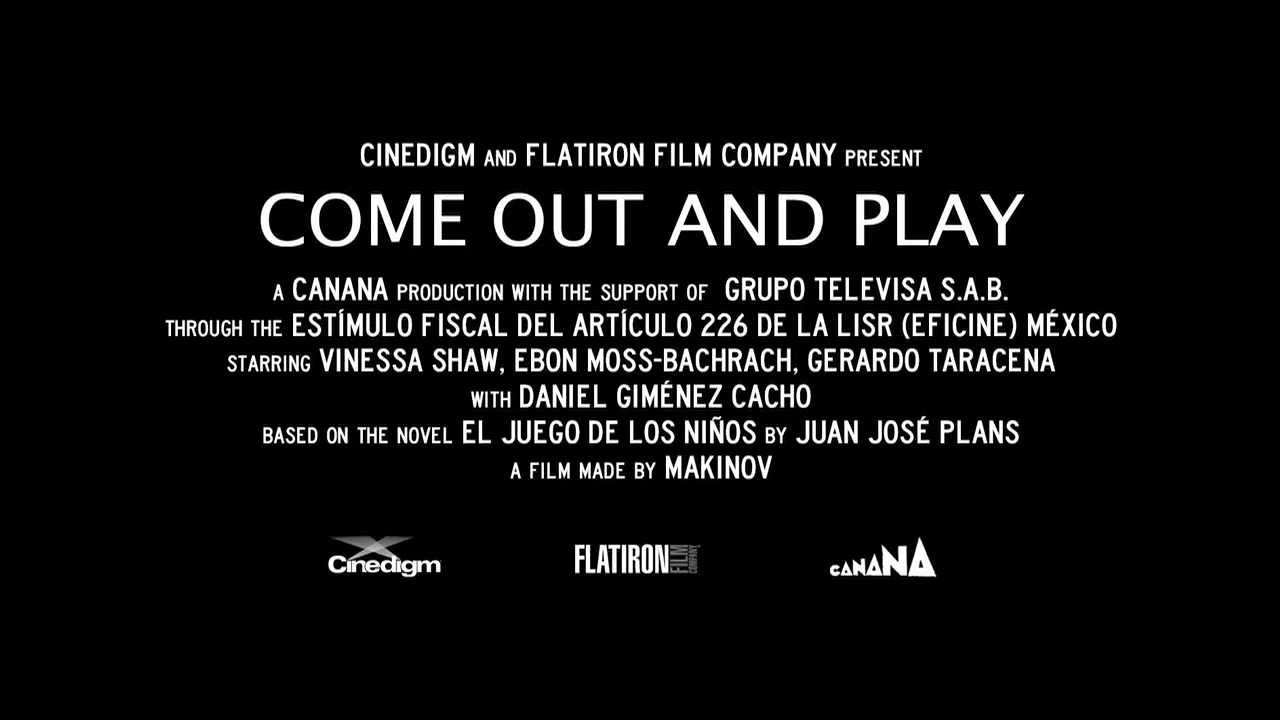 CINEDIGM AND FLATIRON FILM COMPANY PRESENT
COME OUT AND PLAY
A CANANA PRODUCTION WITH THE SUPPORT OF GRUPO TELEVISA S.A.B.
THROUGH THE ESTÍMULO FISCAL DEL ARTÍCULO 226 DE LA LISR (EFICINE) MÉXICO
STARRING VINESSA SHAW, EBON MOSS-BACHRACH, GERARDO TARACENA
WITH DANIEL GIMÉNEZ CACHO
BASED ON THE NOVEL EL JUEGO DE LOS NIÑOS BY JUAN JOSÉ PLANS
A FILM MADE BY MAKINOV
Cinedigm
FLATIRON FILM COMPANY
CANANA